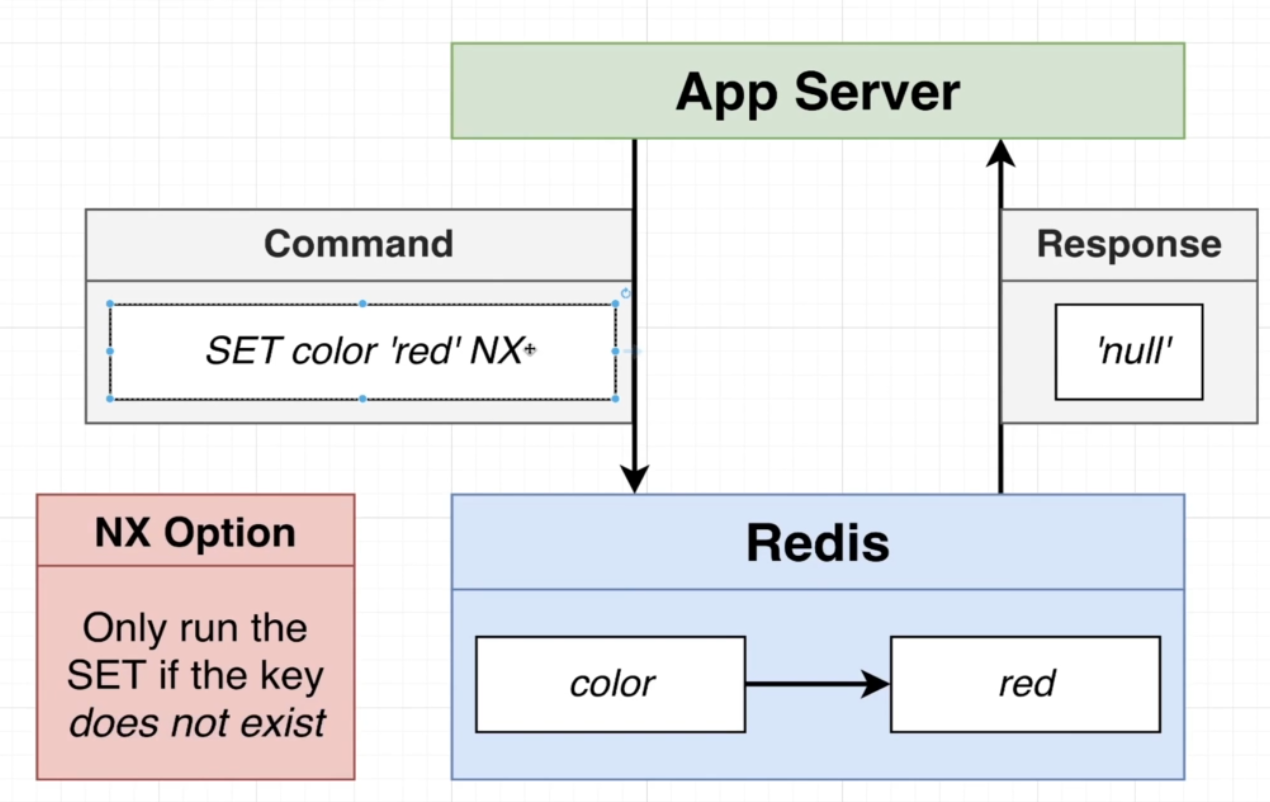 App Server
Command
SET color 'red' NX
Response
'null'
NX Option
Only run the
SET if the key
does not exist
Redis
color
red